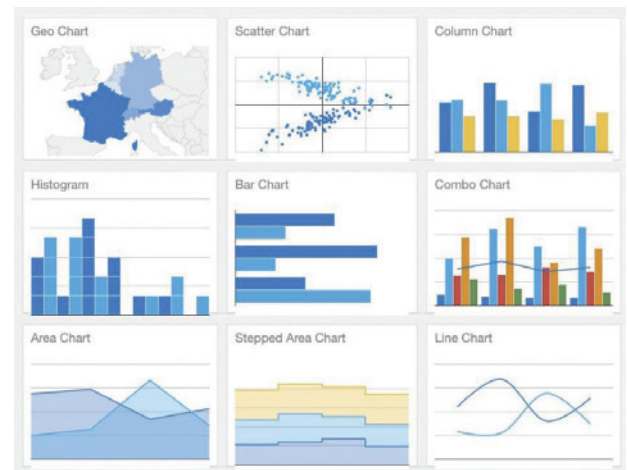 Geo Chart
Scatter Chart
Column Chart
Histogram
Bar Chart
Combo Chart
Area Chart
Stepped Area Chart
Line Chart